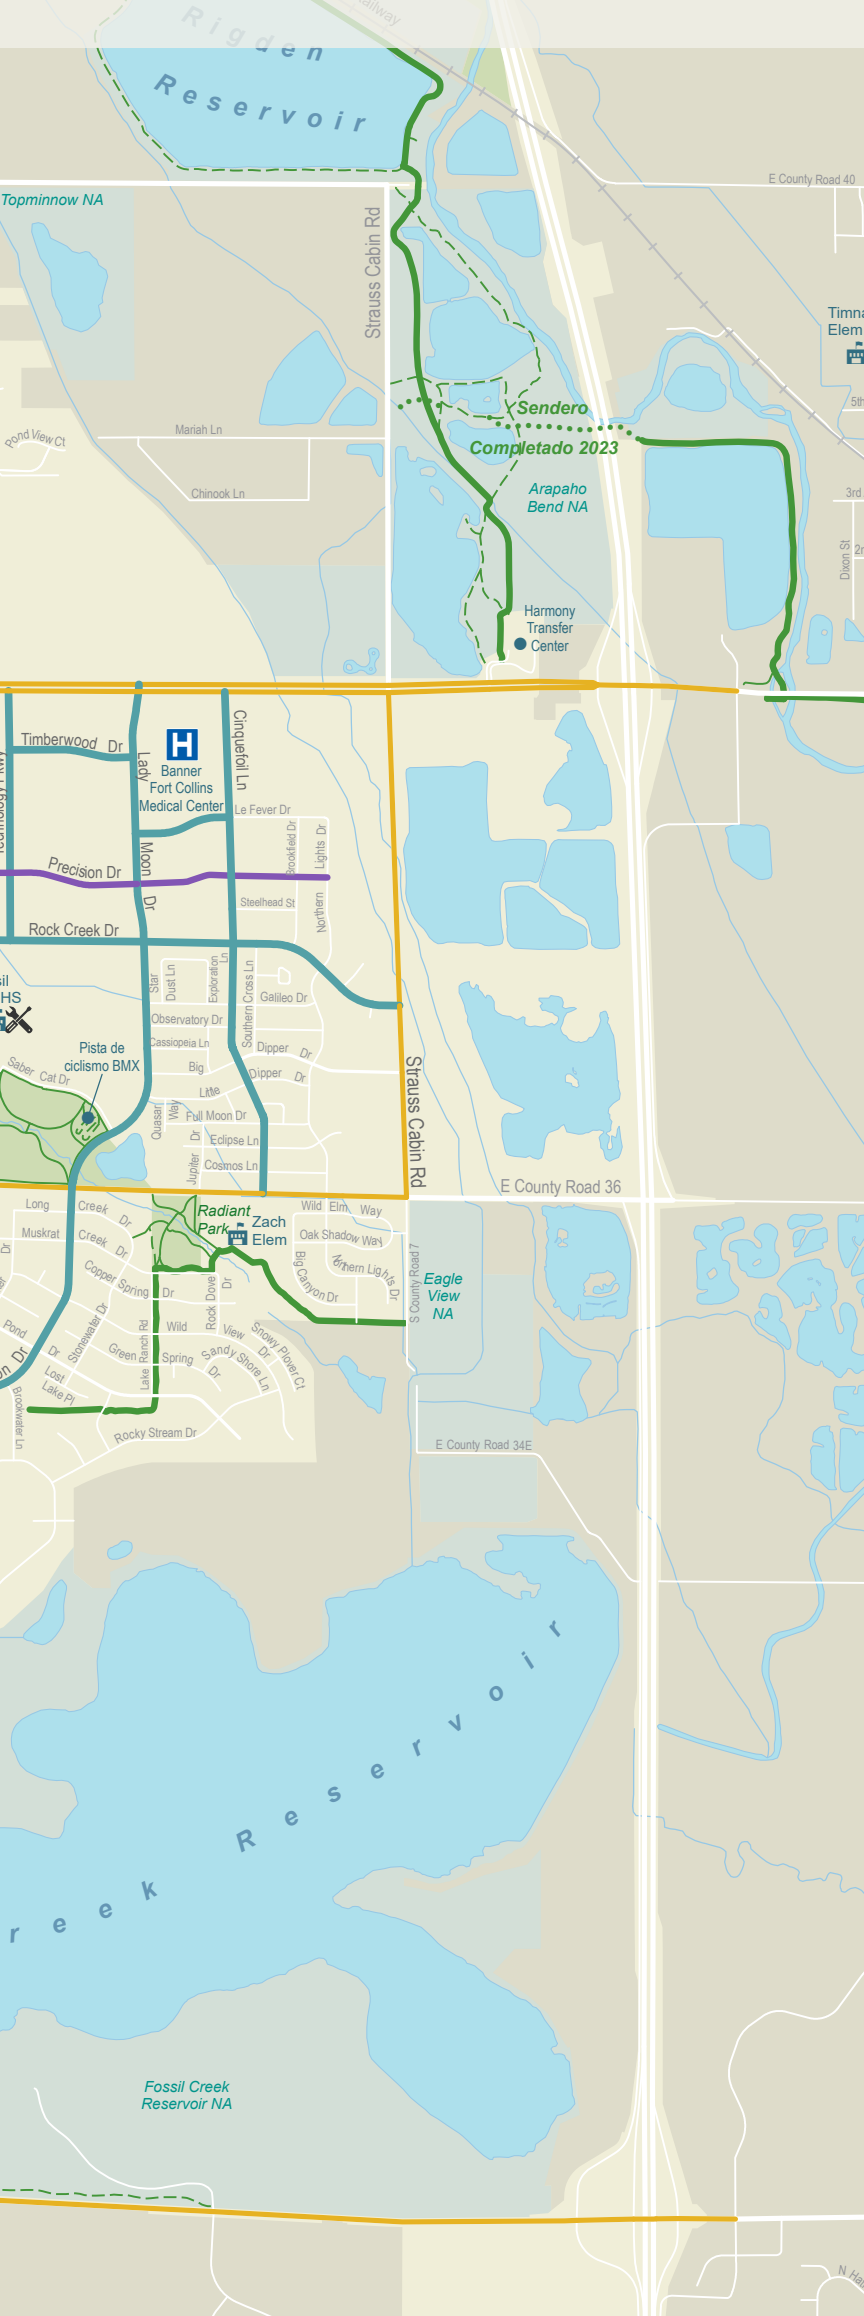 Railway
Rigden
Reservoir
E County Road 40
Topminnow NA
Strauss Cabin Rd
Timna
Elem
5th
Sendero
Completado 2023
Mariah Ln
Pond View Ct
Chinook Ln
Arapaho
Bend NA
3rd
Dixon St
2n
Harmony
Transfer
Center
Timberwood Dr
Lady Moon Dr
H
Banner
Fort Collins
Medical Center
Cinquefoil Ln
Le Fever Dr
Brookfield Dr
Northern Lights Dr
Precision Dr
Steelhead St
Rock Creek Dr
Star Dust Ln
Exploration Ln
Southern Cross Ln
Galileo Dr
HS
Observatory Dr
Pista de
ciclismo BMX
Cassiopeia Ln
Dipper Dr
Saber Cat Dr
Big
Dipper Dr
Little
Strauss Cabin Rd
Quasar Way
Full Moon Dr
Eclipse Ln
Jupiter Dr
Cosmos Ln
E County Road 36
Long Creek Dr
Radiant
Park
Zach
Elem
Wild Elm Way
Muskrat Creek Dr
Oak Shadow Way
Northern Lights Dr
Big Canyon Dr
S County Road 7
Eagle
View
NA
Copper Spring Dr
Rock Dove Dr
Stonewater Dr
Lake Ranch Rd
Wild View Dr
Snowy Plover Ct
Pond Dr
Green Spring Dr
Sandy Shore Ln
Lost
Lake Pl
on Dr
Brookwater Ln
Rocky Stream Dr
E County Road 34E
reek Reservoir
Fossil Creek
Reservoir NA